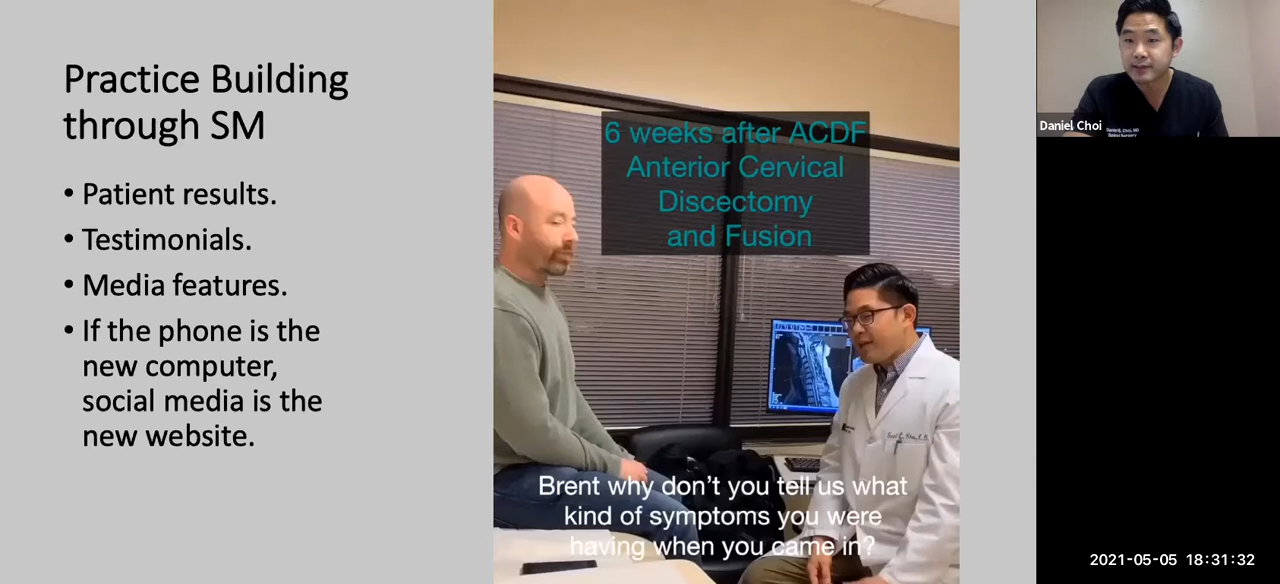 Practice Building
through SM
• Patient results.
• Testimonials.
• Media features.
• If the phone is the
new computer,
social media is the
new website.
6 weeks after ACDF
Anterior Cervical
Discectomy
and Fusion
Brent why don't you tell us what
kind of symptoms you were
having when you came in?
Daniel Choi
2021-05-05 18:31:32